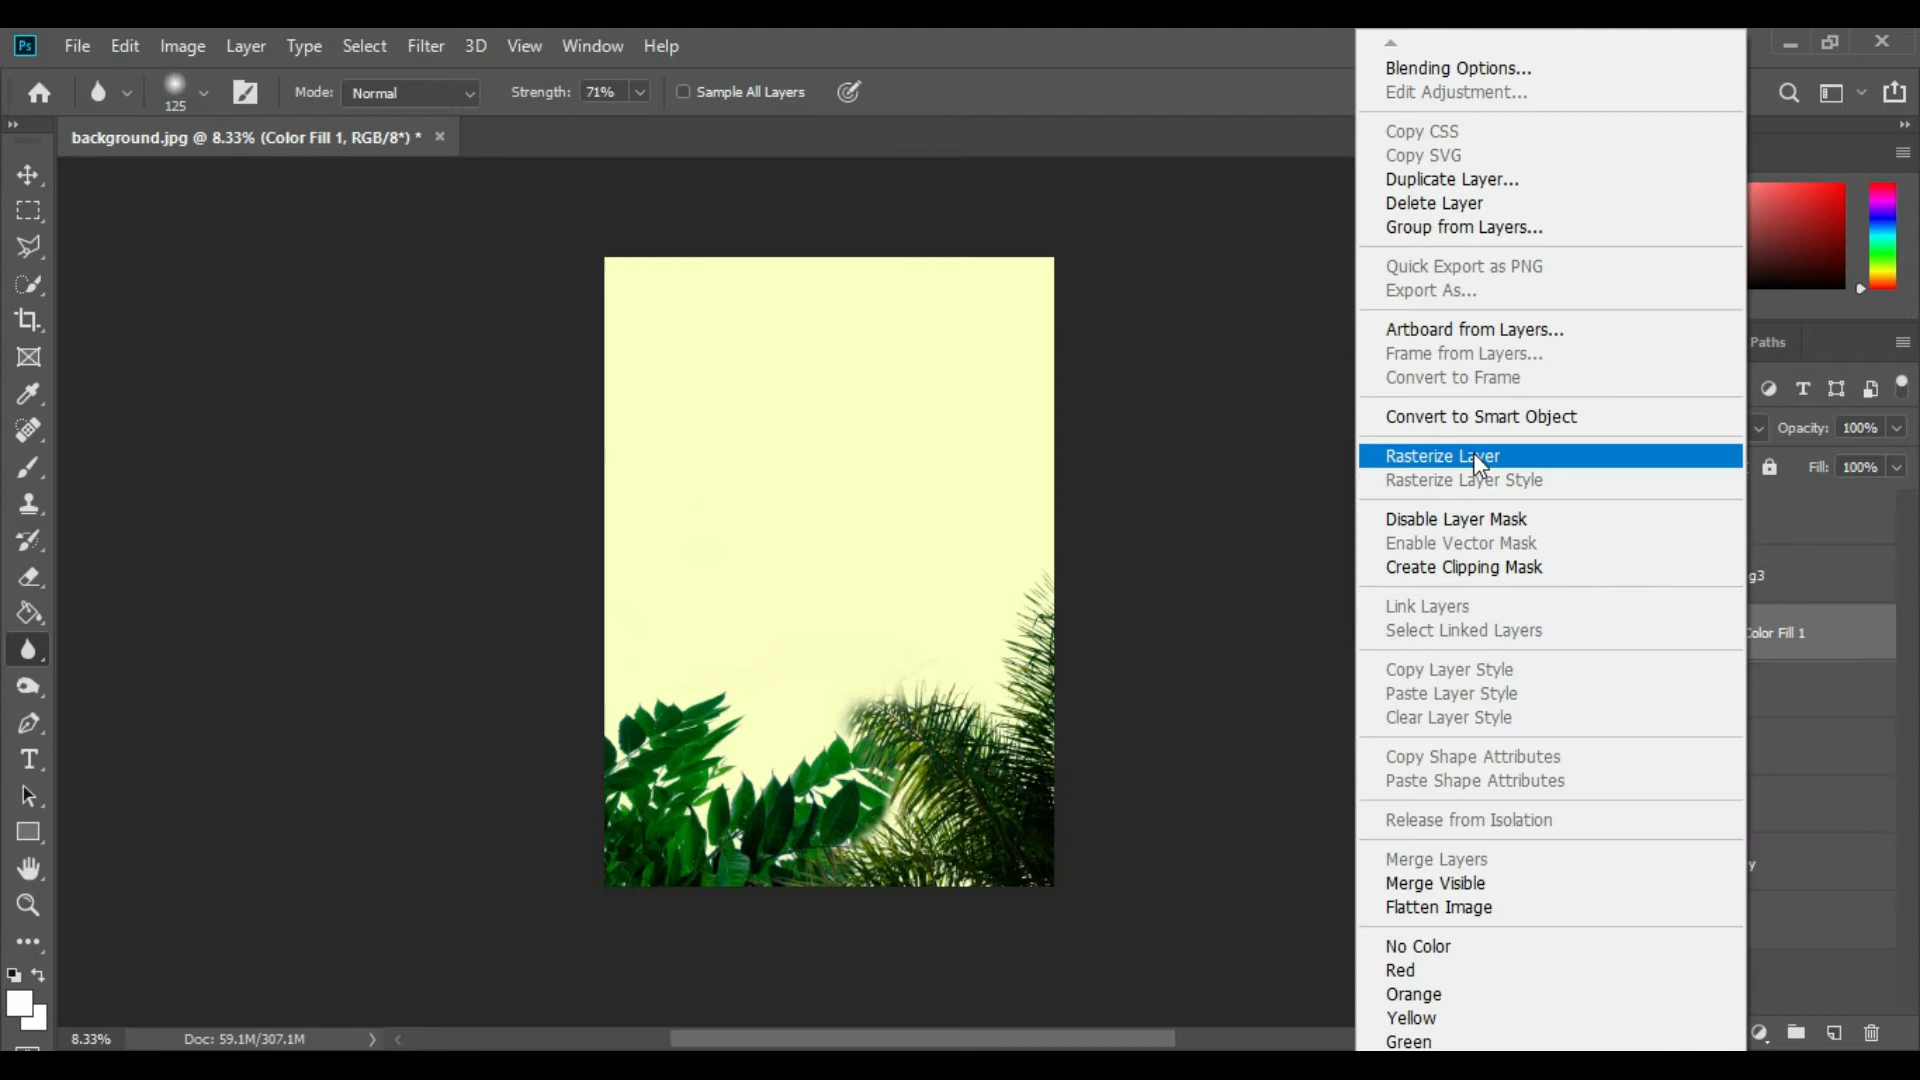 Ps File Edit Image Layer Type Select Filter 3D View Window Help
125 Mode: Normal Strength: 71% Sample All Layers
background.jpg @ 8.33% (Color Fill 1, RGB/8*) *
Blending Options...
Edit Adjustment...
Copy CSS
Copy SVG
Duplicate Layer...
Delete Layer
Group from Layers...
Quick Export as PNG
Export As...
Artboard from Layers...
Frame from Layers...
Convert to Frame
Convert to Smart Object
Rasterize Layer
Rasterize Layer Style
Disable Layer Mask
Enable Vector Mask
Create Clipping Mask
Link Layers
Select Linked Layers
Copy Layer Style
Paste Layer Style
Clear Layer Style
Copy Shape Attributes
Paste Shape Attributes
Release from Isolation
Merge Layers
Merge Visible
Flatten Image
No Color
Red
Orange
Yellow
Green
Paths
Opacity: 100%
Fill: 100%
g3
Color Fill 1
y
8.33% Doc: 59.1M/307.1M